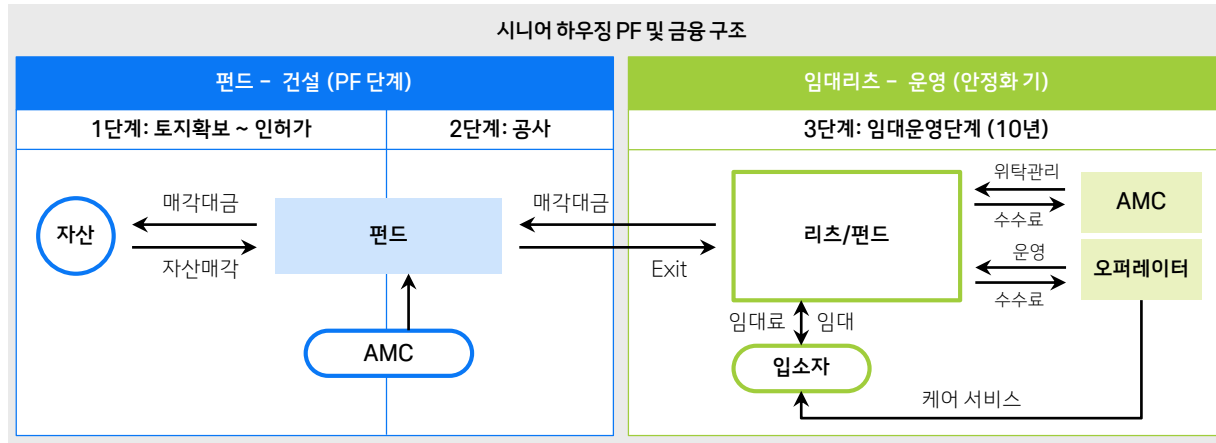 시니어 하우징 PF 및 금융 구조
펀드 – 건설 (PF 단계)
임대리츠 – 운영 (안정화 기)
1단계: 토지확보 ~ 인허가
2단계: 공사
3단계: 임대운영단계 (10년)
자산
매각대금
자산매각
펀드
AMC
매각대금
Exit
리츠/펀드
위탁관리
수수료
AMC
운영
수수료
오퍼레이터
임대료
임대
입소자
케어 서비스